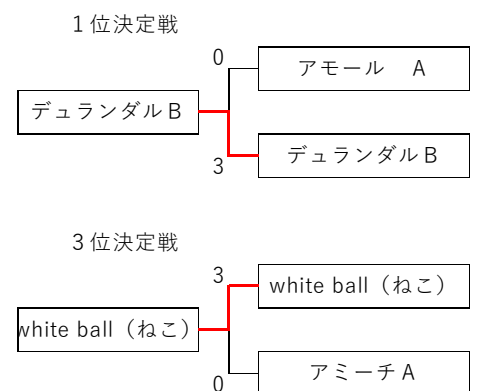 １位決定戦
0
アモール　A
デュランダルＢ
デュランダルＢ
3
３位決定戦
3
white ball（ねこ）
white ball（ねこ）
アミーチＡ
0